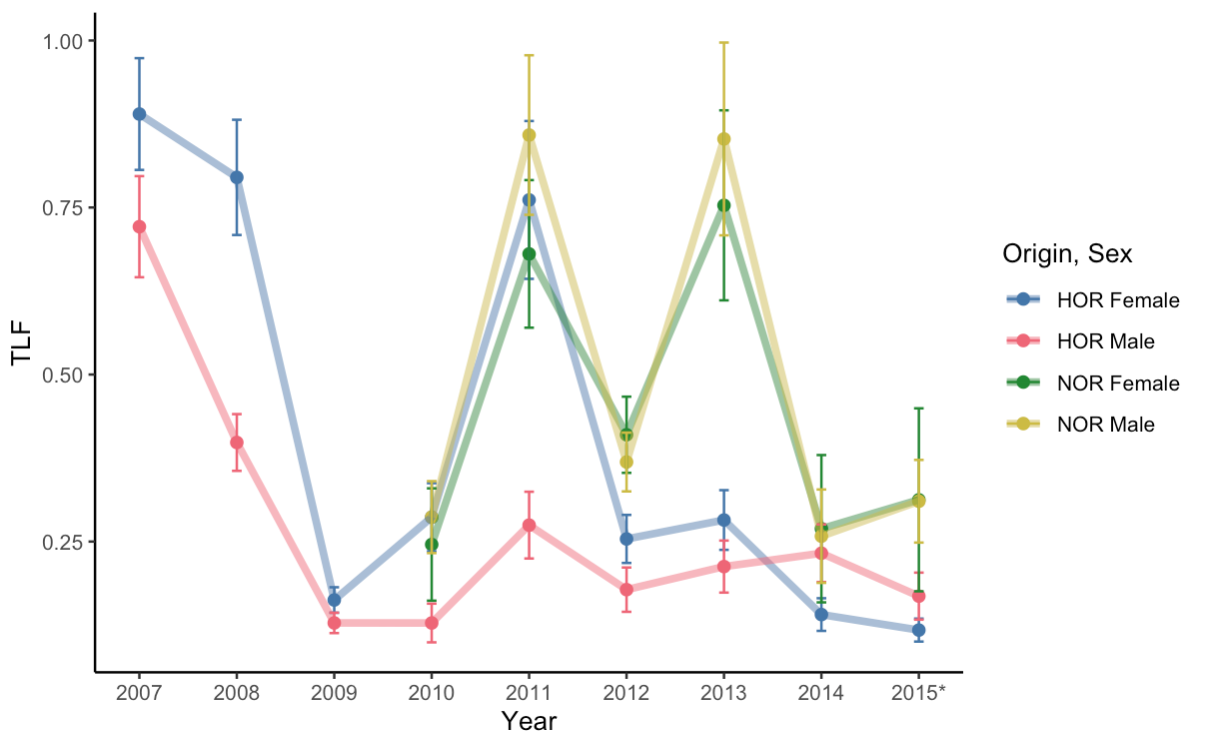 1.00
0.75
0.50
0.25
TLF
2007 2008 2009 2010 2011 2012 2013 2014 2015*
Year
Origin, Sex
HOR Female
HOR Male
NOR Female
NOR Male